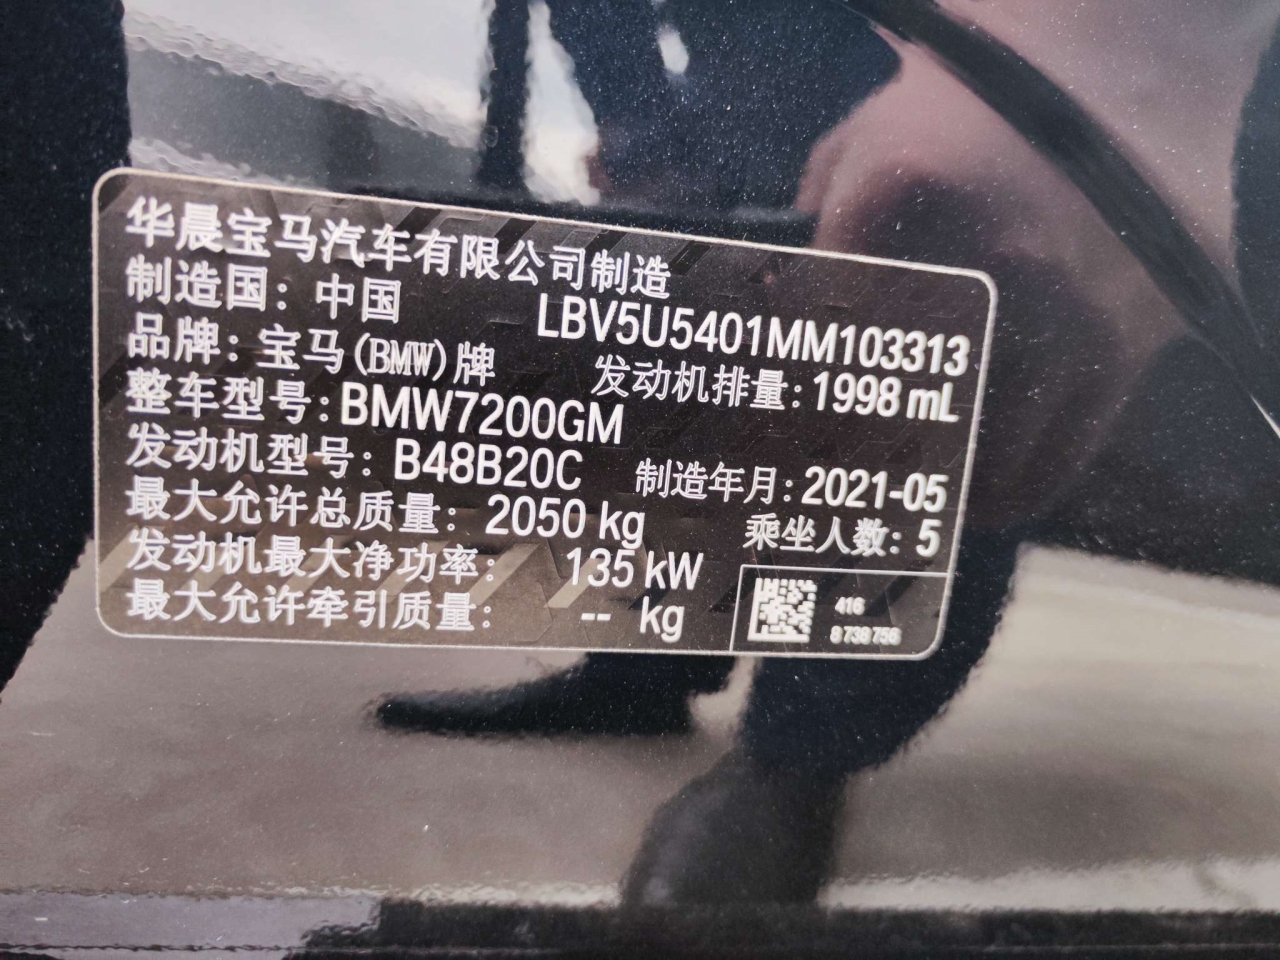 华晨宝马汽车有限公司制造
制造国：中国 LBV5U5401MM103313
品牌：宝马(BMW)牌 发动机排量：1998 mL
整车型号：BMW7200GM
发动机型号：B48B20C 制造年月：2021-05
最大允许总质量：2050 kg 乘坐人数：5
发动机最大净功率：135 kW
最大允许牵引质量：-- kg
416
8 738 756